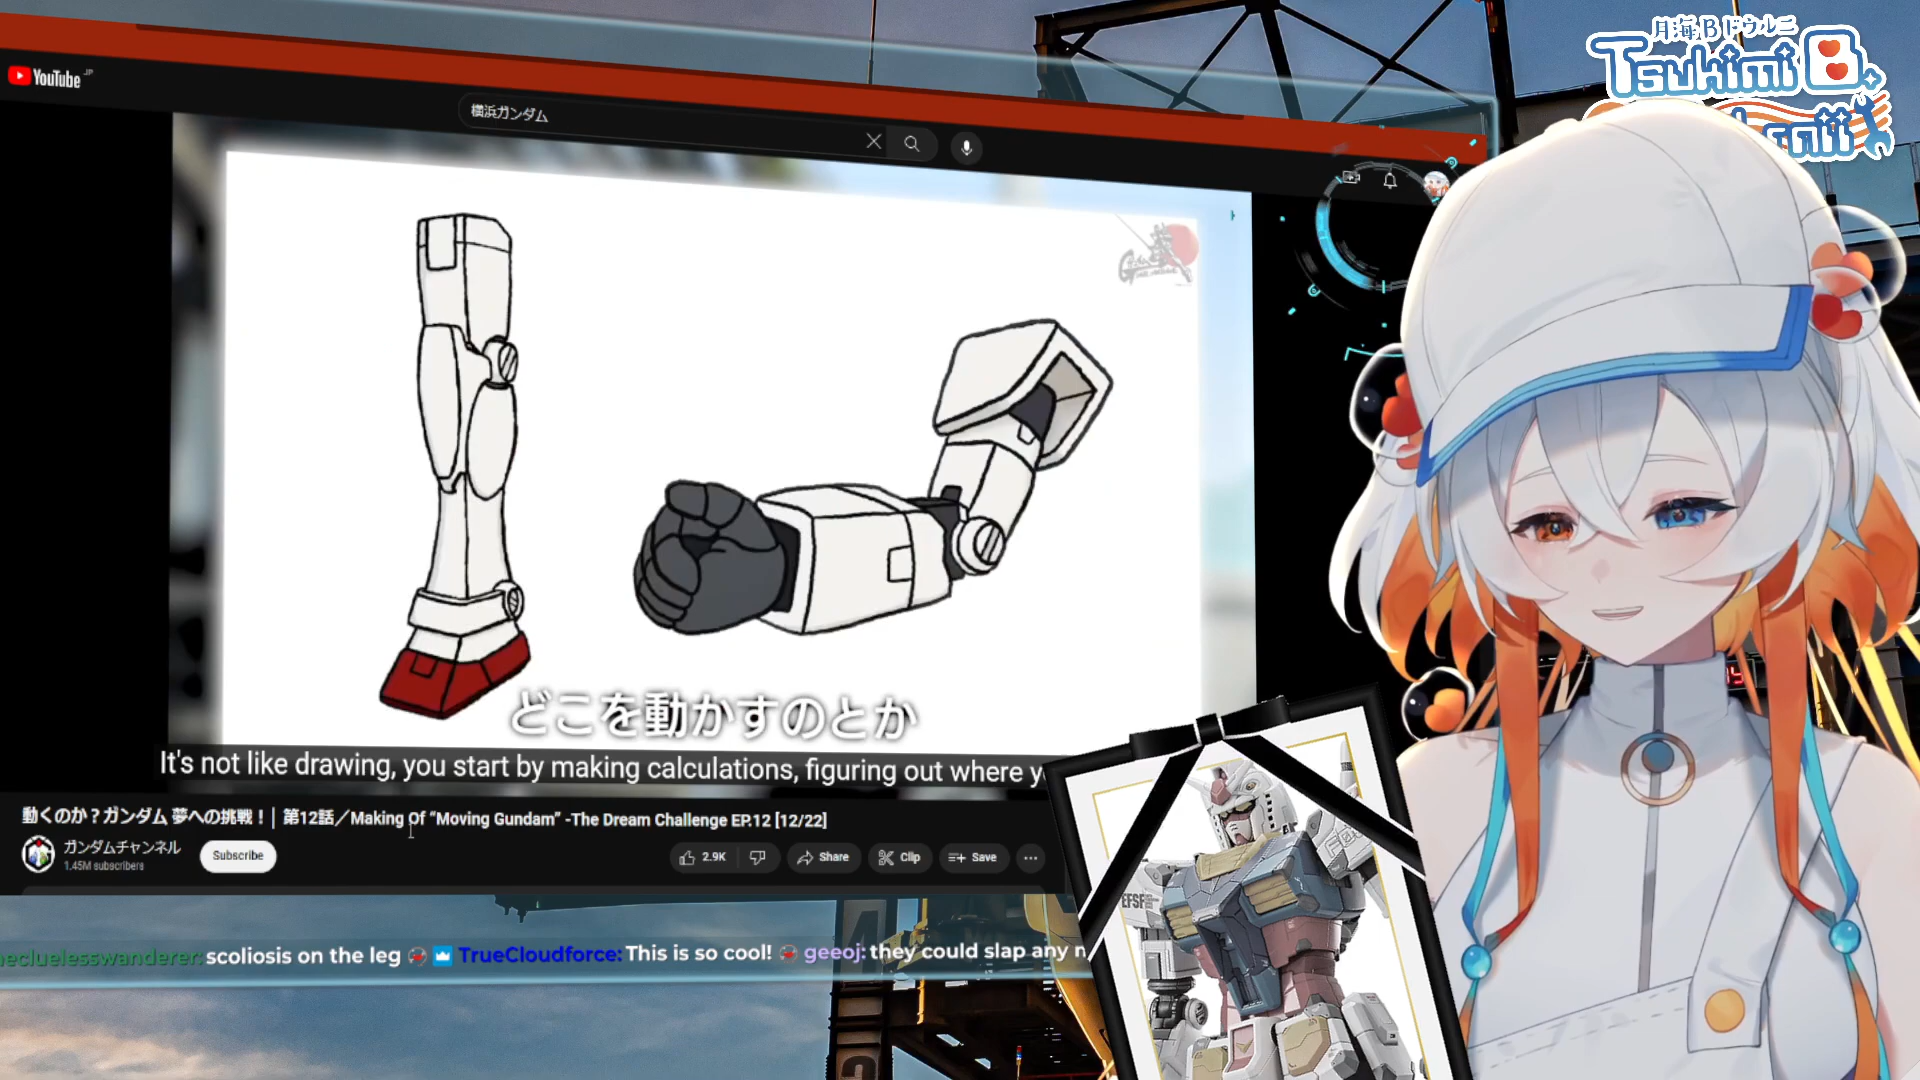 月海Bドゥルニ
Tsukimi B.
YouTube JP
横浜ガンダム
どこを動かすのとか
It's not like drawing, you start by making calculations, figuring out where y
動くのか？ガンダム 夢への挑戦！│ 第12話／Making Of “Moving Gundam” -The Dream Challenge EP.12 [12/22]
ガンダムチャンネル
1.45M subscribers
Subscribe
2.9K
Share
Clip
Save
EFSF
ecluelesswanderer: scoliosis on the leg TrueCloudforce: This is so cool! geeoj: they could slap any